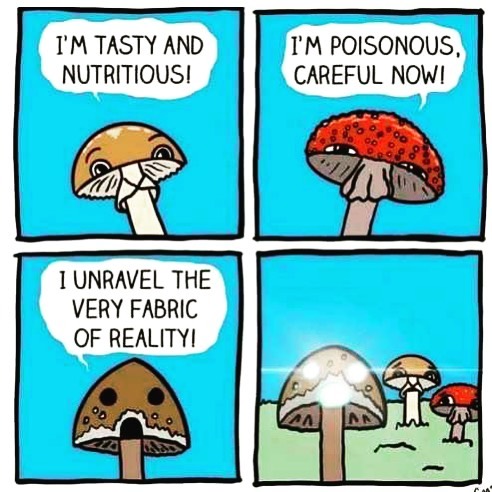 I'M TASTY AND
NUTRITIOUS!
I'M POISONOUS,
CAREFUL NOW!
I UNRAVEL THE
VERY FABRIC
OF REALITY!